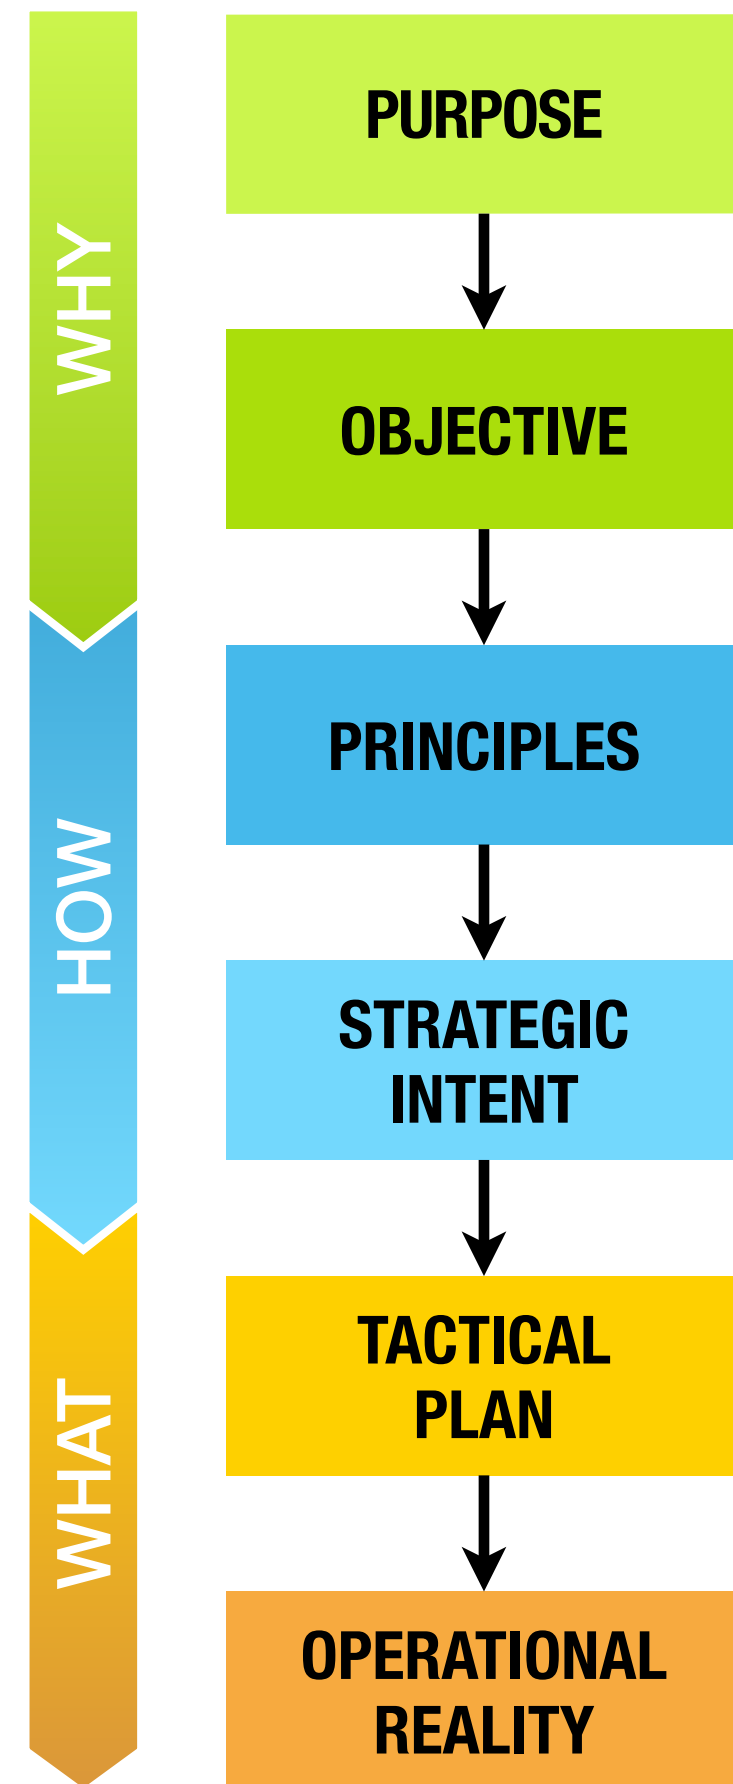 WHY
PURPOSE
OBJECTIVE
HOW
PRINCIPLES
STRATEGIC
INTENT
WHAT
TACTICAL
PLAN
OPERATIONAL
REALITY